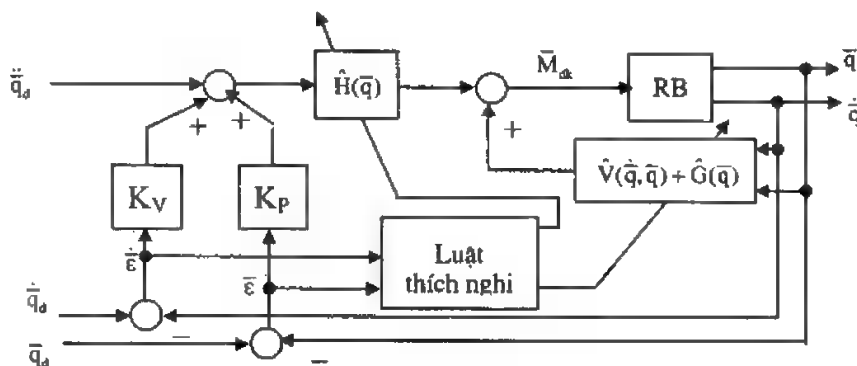 q̈̄d
Ĥ(q̄)
M̄đk
RB
q̄
q̇̄
+ +
+
V̂(q̇̄,q̄) + Ĝ(q̄)
KV
KP
Luật
thích nghi
ε̇̄
ε̄
q̇̄d
q̄d
−
−